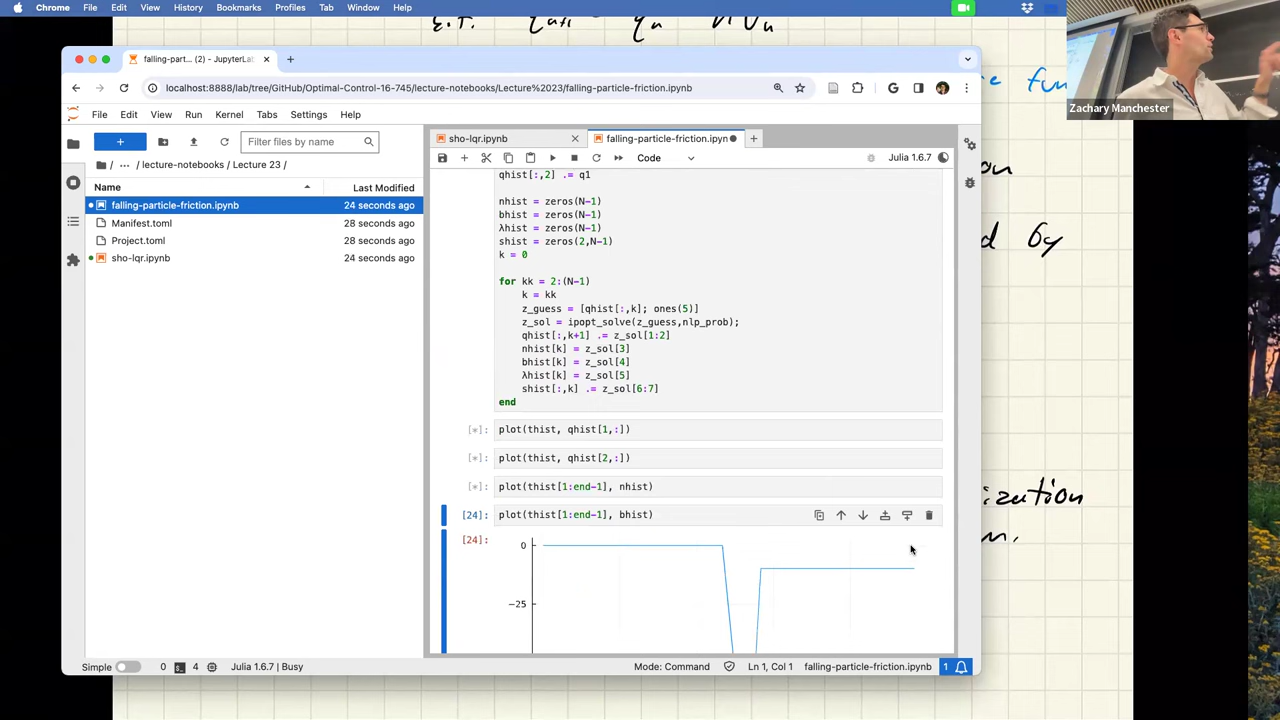 Chrome File Edit View History Bookmarks Profiles Tab Window Help
falling-part... (2) - JupyterLa
localhost:8888/lab/tree/GitHub/Optimal-Control-16-745/lecture-notebooks/Lecture%2023/falling-particle-friction.ipynb
File Edit View Run Kernel Tabs Settings Help
Filter files by name
/ ... / lecture-notebooks / Lecture 23 /
Name Last Modified
falling-particle-friction.ipynb 24 seconds ago
Manifest.toml 28 seconds ago
Project.toml 28 seconds ago
sho-lqr.ipynb 24 seconds ago
sho-lqr.ipynb
falling-particle-friction.ipyn
Code
Julia 1.6.7
qhist[:,2] .= q1
nhist = zeros(N-1)
bhist = zeros(N-1)
λhist = zeros(N-1)
shist = zeros(2,N-1)
k = 0
for kk = 2:(N-1)
k = kk
z_guess = [qhist[:,k]; ones(5)]
z_sol = ipopt_solve(z_guess,nlp_prob);
qhist[:,k+1] .= z_sol[1:2]
nhist[k] = z_sol[3]
bhist[k] = z_sol[4]
λhist[k] = z_sol[5]
shist[:,k] .= z_sol[6:7]
end
[*]: plot(thist, qhist[1,:])
[*]: plot(thist, qhist[2,:])
[*]: plot(thist[1:end-1], nhist)
[24]: plot(thist[1:end-1], bhist)
[24]:
0
−25
Simple 0 4 Julia 1.6.7 | Busy
Mode: Command Ln 1, Col 1 falling-particle-friction.ipynb 1
Zachary Manchester
by